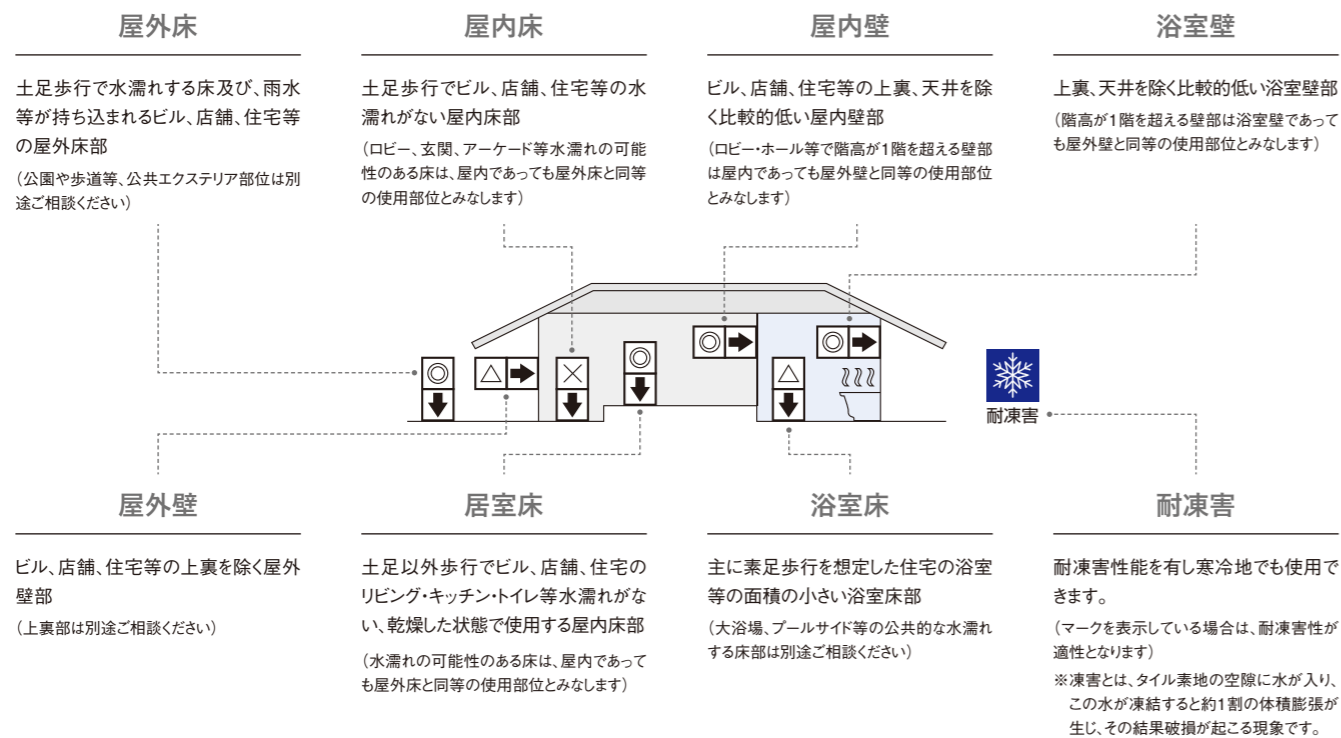 屋外床
土足歩行で水濡れする床及び、雨水
等が持ち込まれるビル、店舗、住宅等
の屋外床部
（公園や歩道等、公共エクステリア部位は別
途ご相談ください）
屋内床
土足歩行でビル、店舗、住宅等の水
濡れがない屋内床部
（ロビー、玄関、アーケード等水濡れの可能
性のある床は、屋内であっても屋外床と同等
の使用部位とみなします）
屋内壁
ビル、店舗、住宅等の上裏、天井を除
く比較的低い屋内壁部
（ロビー・ホール等で階高が1階を超える壁部
は屋内であっても屋外壁と同等の使用部位
とみなします）
浴室壁
上裏、天井を除く比較的低い浴室壁部
（階高が1階を超える壁部は浴室壁であって
も屋外壁と同等の使用部位とみなします）
耐凍害
屋外壁
ビル、店舗、住宅等の上裏を除く屋外
壁部
（上裏部は別途ご相談ください）
居室床
土足以外歩行でビル、店舗、住宅の
リビング・キッチン・トイレ等水濡れがな
い、乾燥した状態で使用する屋内床部
（水濡れの可能性のある床は、屋内であって
も屋外床と同等の使用部位とみなします）
浴室床
主に素足歩行を想定した住宅の浴室
等の面積の小さい浴室床部
（大浴場、プールサイド等の公共的な水濡れ
する床部は別途ご相談ください）
耐凍害
耐凍害性能を有し寒冷地でも使用で
きます。
（マークを表示している場合は、耐凍害性が
適性となります）
※凍害とは、タイル素地の空隙に水が入り、
この水が凍結すると約1割の体積膨張が
生じ、その結果破損が起こる現象です。